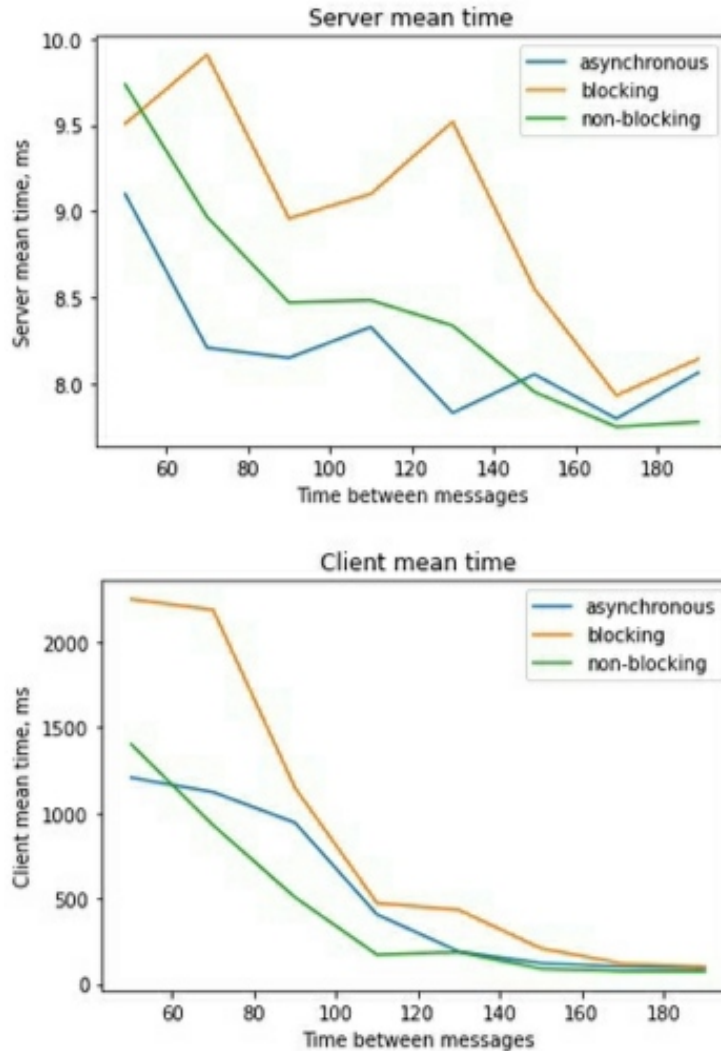 Server mean time
10.0
9.5
9.0
8.5
8.0
Server mean time, ms
asynchronous
blocking
non-blocking
60 80 100 120 140 160 180
Time between messages
Client mean time
2000
1500
1000
500
0
Client mean time, ms
asynchronous
blocking
non-blocking
60 80 100 120 140 160 180
Time between messages